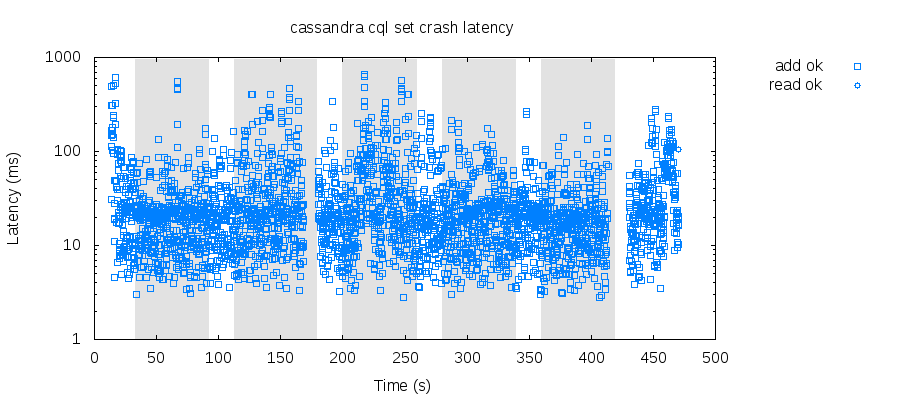 cassandra cql set crash latency
add ok
read ok
Latency (ms)
1000
100
10
1
0 50 100 150 200 250 300 350 400 450 500
Time (s)